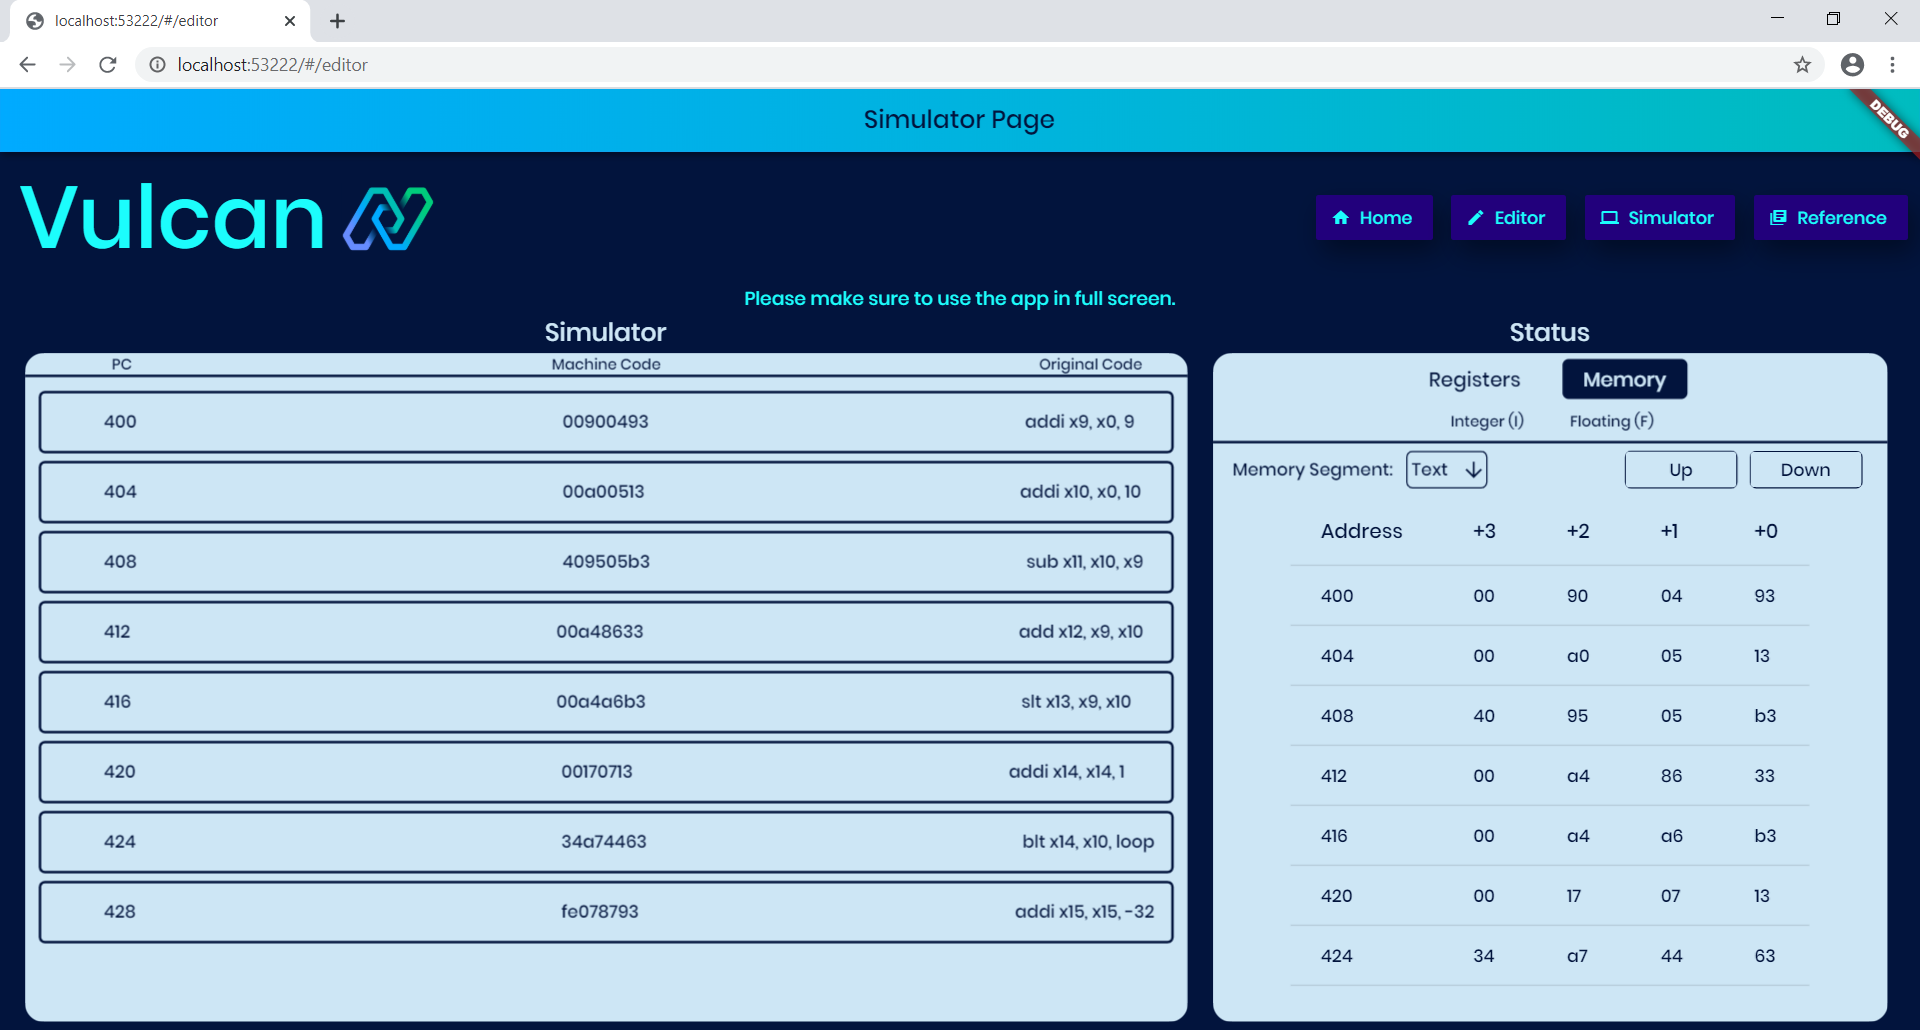 localhost:53222/#/editor
localhost:53222/#/editor
Simulator Page
DEBUG
Vulcan
Home Editor Simulator Reference
Please make sure to use the app in full screen.
Simulator
PC Machine Code Original Code
400 00900493 addi x9, x0, 9
404 00a00513 addi x10, x0, 10
408 409505b3 sub x11, x10, x9
412 00a48633 add x12, x9, x10
416 00a4a6b3 slt x13, x9, x10
420 00170713 addi x14, x14, 1
424 34a74463 blt x14, x10, loop
428 fe078793 addi x15, x15, -32
Status
Registers Memory
Integer (I) Floating (F)
Memory Segment: Text Up Down
Address +3 +2 +1 +0
400 00 90 04 93
404 00 a0 05 13
408 40 95 05 b3
412 00 a4 86 33
416 00 a4 a6 b3
420 00 17 07 13
424 34 a7 44 63